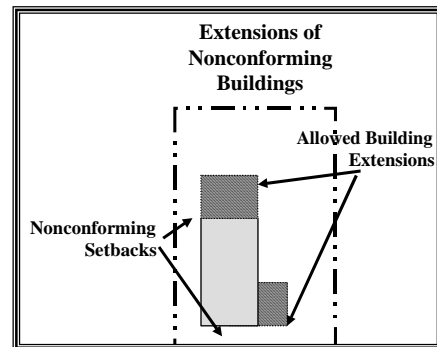 Extensions of
Nonconforming
Buildings
Allowed Building
Extensions
Nonconforming
Setbacks